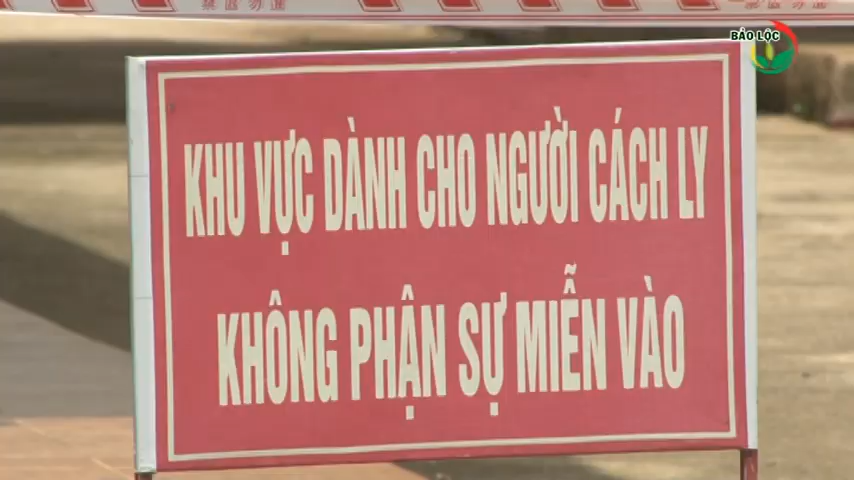 BẢO LỘC
KHU VỰC DÀNH CHO NGƯỜI CÁCH LY
KHÔNG PHẬN SỰ MIỄN VÀO